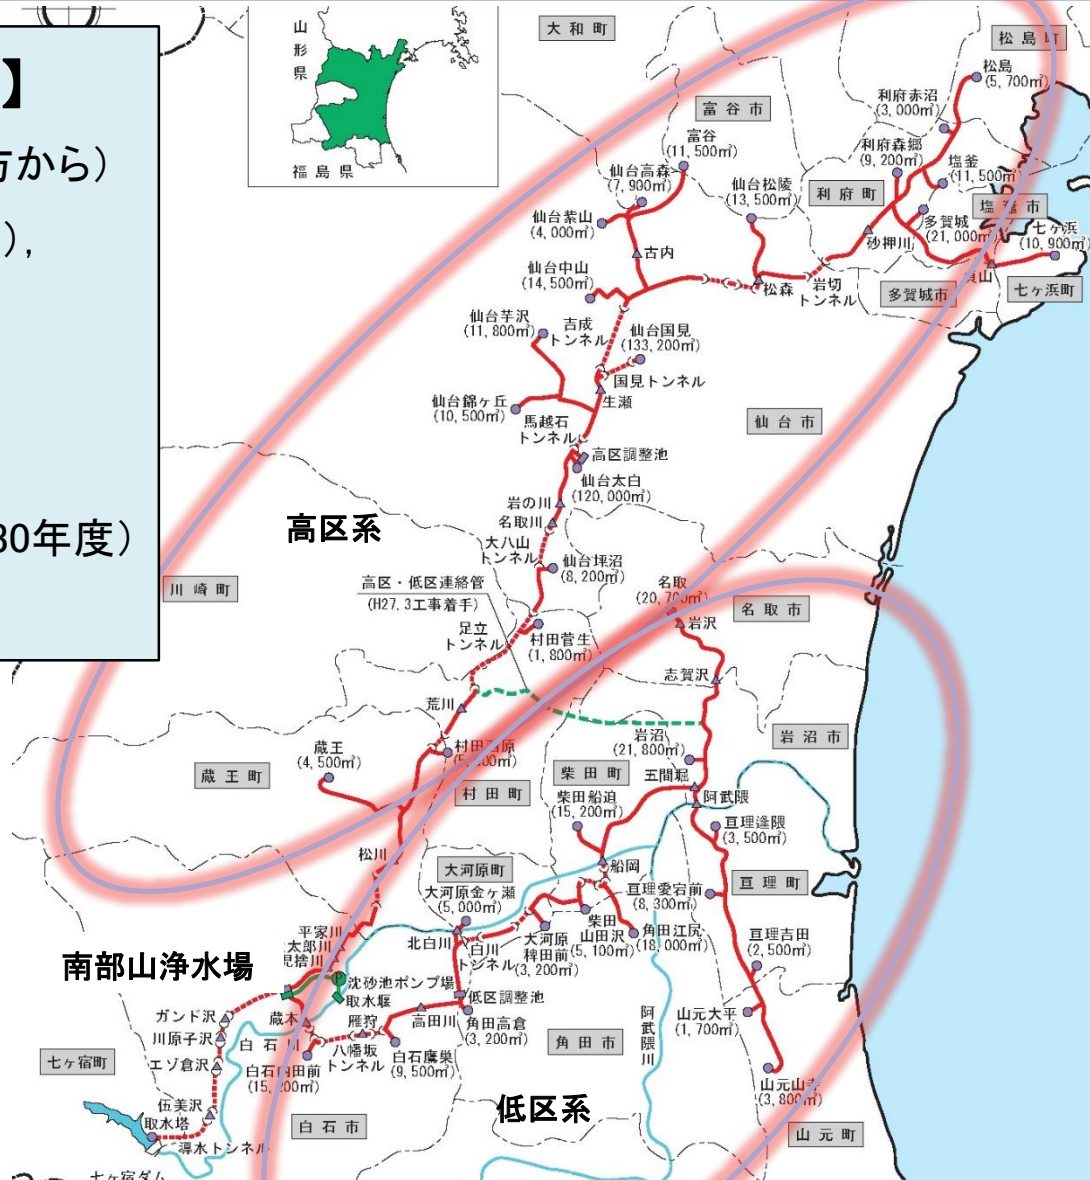 】
方から）
），
30年度）
山形県
福島県
大和町
松島町
松島
(5,700㎥)
利府赤沼
(3,000㎥)
富谷市
富谷
(11,500㎥)
利府森郷
(9,200㎥)
塩釜
(11,500㎥)
仙台高森
(7,900㎥)
仙台松陵
(13,500㎥)
利府町
塩竈市
仙台紫山
(4,000㎥)
多賀城
(21,000㎥)
七ヶ浜
(10,900㎥)
砂押川
古内
仙台中山
(14,500㎥)
松森
岩切
トンネル
多賀城市
七ヶ浜町
仙台芋沢
(11,800㎥)
吉成
トンネル
仙台国見
(133,200㎥)
国見トンネル
生瀬
仙台錦ヶ丘
(10,500㎥)
馬越石
トンネル
仙台市
高区調整池
仙台太白
(120,000㎥)
岩の川
名取川
高区系
大八山
トンネル
仙台坪沼
(8,200㎥)
川崎町
高区・低区連絡管
(H27.3工事着手)
名取
(20,700㎥)
名取市
岩沢
足立
トンネル
村田菅生
(1,800㎥)
志賀沢
荒川
岩沼
(21,800㎥)
岩沼市
蔵王
(4,500㎥)
蔵王町
村田町
柴田町
五間堀
柴田船迫
(15,200㎥)
阿武隈
亘理逢隈
(3,500㎥)
松川
大河原町
船岡
大河原金ヶ瀬
(5,000㎥)
亘理愛宕前
(8,300㎥)
亘理町
平家川
太郎川
児捨川
北白川
白川
トンネル
大河原
稗田前
(3,200㎥)
柴田
山田沢
(5,100㎥)
角田江尻
(18,000㎥)
亘理吉田
(2,500㎥)
南部山浄水場
沈砂池ポンプ場
取水堰
低区調整池
ガンド沢
川原子沢
エゾ倉沢
蔵本
白石川
雁狩
高田川
角田高倉
(3,200㎥)
阿武隈川
山元大平
(1,700㎥)
八幡坂
トンネル
白石鷹巣
(9,500㎥)
角田市
七ヶ宿町
山元山寺
(3,800㎥)
伍美沢
取水塔
導水トンネル
白石市
低区系
山元町
七ヶ宿ダム